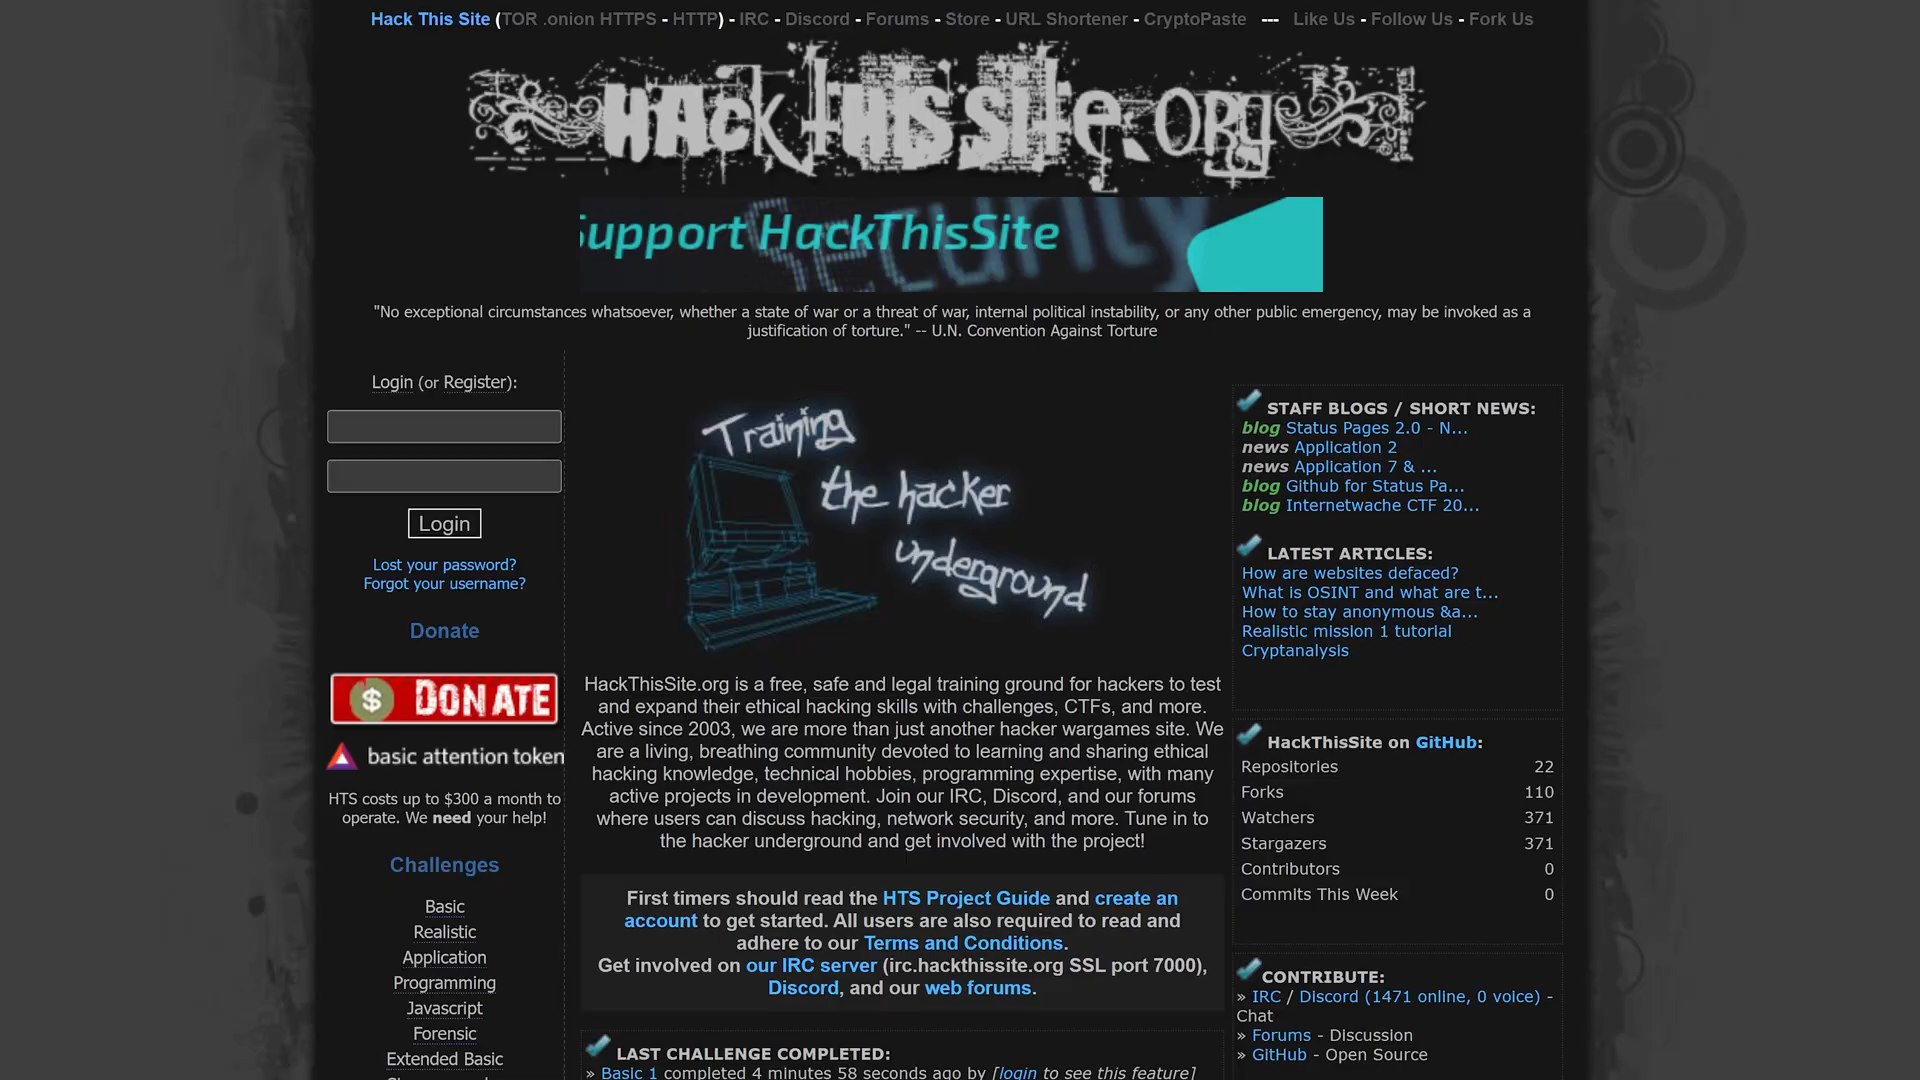 Hack This Site (TOR .onion HTTPS - HTTP) - IRC - Discord - Forums - Store - URL Shortener - CryptoPaste --- Like Us - Follow Us - Fork Us
HackThisSite.org
Support HackThisSite
Security
"No exceptional circumstances whatsoever, whether a state of war or a threat of war, internal political instability, or any other public emergency, may be invoked as a
justification of torture." -- U.N. Convention Against Torture
Login (or Register):
Login
Lost your password?
Forgot your username?
Donate
$ DONATE
basic attention token
HTS costs up to $300 a month to
operate. We need your help!
Challenges
Basic
Realistic
Application
Programming
Javascript
Forensic
Extended Basic
Training
the hacker
underground
HackThisSite.org is a free, safe and legal training ground for hackers to test
and expand their ethical hacking skills with challenges, CTFs, and more.
Active since 2003, we are more than just another hacker wargames site. We
are a living, breathing community devoted to learning and sharing ethical
hacking knowledge, technical hobbies, programming expertise, with many
active projects in development. Join our IRC, Discord, and our forums
where users can discuss hacking, network security, and more. Tune in to
the hacker underground and get involved with the project!
First timers should read the HTS Project Guide and create an
account to get started. All users are also required to read and
adhere to our Terms and Conditions.
Get involved on our IRC server (irc.hackthissite.org SSL port 7000),
Discord, and our web forums.
LAST CHALLENGE COMPLETED:
» Basic 1 completed 4 minutes 58 seconds ago by [login to see this feature]
STAFF BLOGS / SHORT NEWS:
blog Status Pages 2.0 - N...
news Application 2
news Application 7 & ...
blog Github for Status Pa...
blog Internetwache CTF 20...
LATEST ARTICLES:
How are websites defaced?
What is OSINT and what are t...
How to stay anonymous &a...
Realistic mission 1 tutorial
Cryptanalysis
HackThisSite on GitHub:
Repositories 22
Forks 110
Watchers 371
Stargazers 371
Contributors 0
Commits This Week 0
CONTRIBUTE:
» IRC / Discord (1471 online, 0 voice) -
Chat
» Forums - Discussion
» GitHub - Open Source